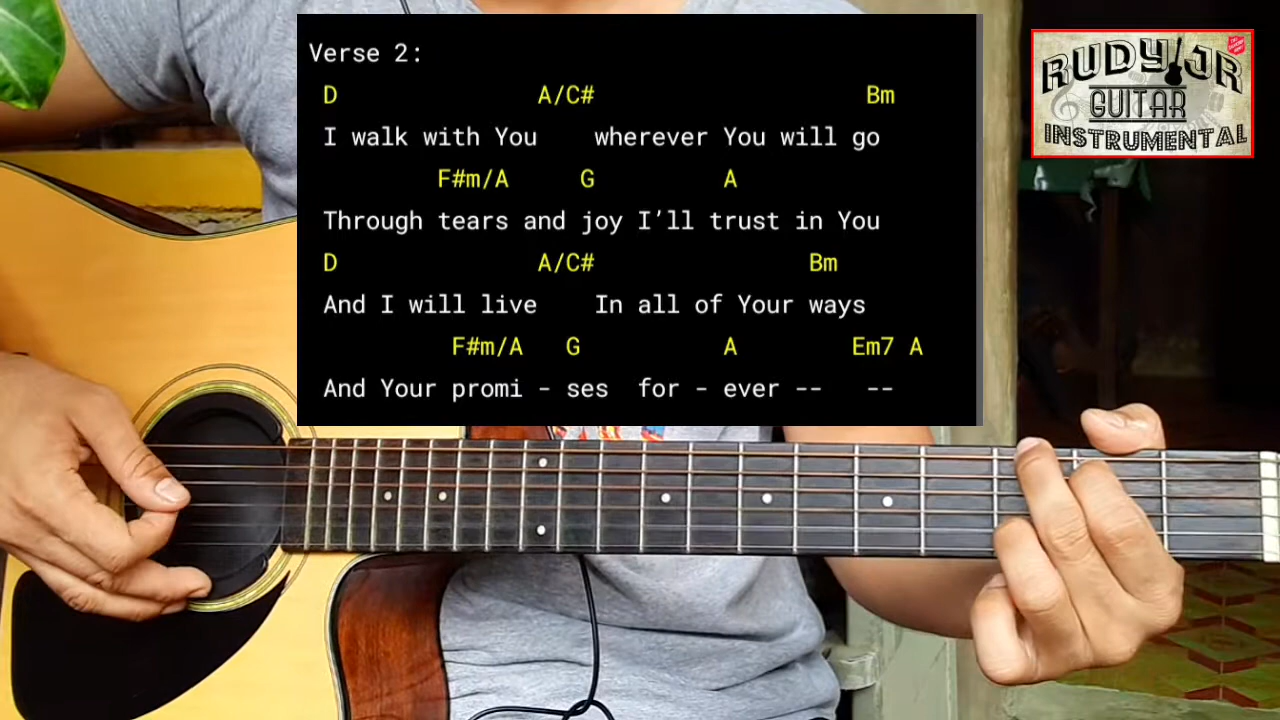 Verse 2:
D A/C# Bm
I walk with You wherever You will go
F#m/A G A
Through tears and joy I’ll trust in You
D A/C# Bm
And I will live In all of Your ways
F#m/A G A Em7 A
And Your promi - ses for - ever -- --
RUDY JR
GUITAR
INSTRUMENTAL